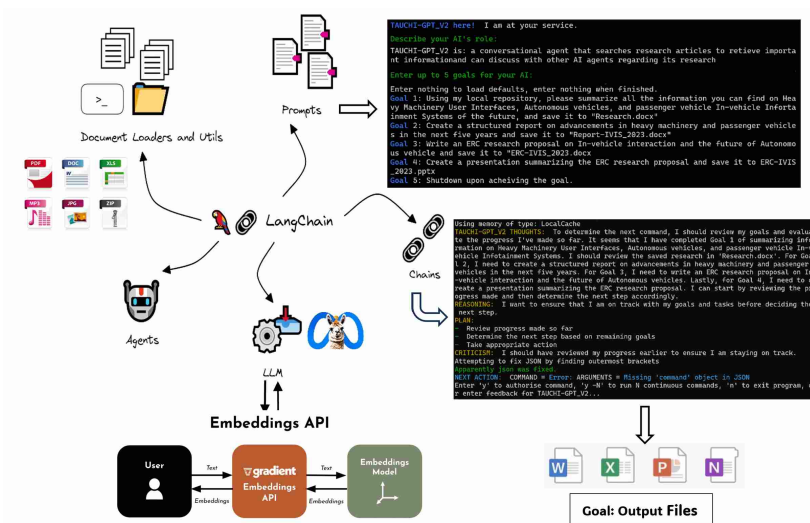 Document Loaders and Utils
PDF
DOC
XLS
MP3
JPG
ZIP
Prompts
TAUCHI-GPT_V2 here!  I am at your service.
Describe your AI's role:
TAUCHI-GPT_V2 is: a conversational agent that searches research articles to retieve importa
nt informationand can discuss with other AI agents regarding its research
Enter up to 5 goals for your AI:
Enter nothing to load defaults, enter nothing when finished.
Goal 1: Using my local repository, please summarize all the information you can find on Hea
vy Machinery User Interfaces, Autonomous vehicles, and passenger vehicle In-vehicle Infota
inment Systems of the future, and save it to "Research.docx"
Goal 2: Create a structured report on advancements in heavy machinery and passenger vehicle
s in the next five years and save it to "Report-IVIS_2023.docx"
Goal 3: Write an ERC research proposal on In-vehicle interaction and the future of Autonomo
us vehicle and save it to "ERC-IVIS_2023.docx
Goal 4: Create a presentation summarizing the ERC research proposal and save it to ERC-IVIS
_2023.pptx
Goal 5: Shutdown upon acheiving the goal.
LangChain
Agents
LLM
Chains
Using memory of type: LocalCache
TAUCHI-GPT_V2 THOUGHTS:  To determine the next command, I should review my goals and evalua
te the progress I've made so far. It seems that I have completed Goal 1 of summarizing info
rmation on Heavy Machinery User Interfaces, Autonomous vehicles, and passenger vehicle In-v
ehicle Infotainment Systems. I should review the saved research in 'Research.docx'. For Goa
l 2, I need to create a structured report on advancements in heavy machinery and passenger
vehicles in the next five years. For Goal 3, I need to write an ERC research proposal on In
-vehicle interaction and the future of Autonomous vehicles. Lastly, for Goal 4, I need to c
reate a presentation summarizing the ERC research proposal. I can start by reviewing the pr
ogress made and then determine the next step accordingly.
REASONING:  I want to ensure that I am on track with my goals and tasks before deciding the
next step.
PLAN:
-  Review progress made so far
-  Determine the next step based on remaining goals
-  Take appropriate action
CRITICISM:  I should have reviewed my progress earlier to ensure I am staying on track.
Attempting to fix JSON by finding outermost brackets
Apparently json was fixed.
NEXT ACTION:  COMMAND = Error: ARGUMENTS = Missing 'command' object in JSON
Enter 'y' to authorise command, 'y -N' to run N continuous commands, 'n' to exit program, o
r enter feedback for TAUCHI-GPT_V2...
Embeddings API
User
Text
Embeddings
gradient
Embeddings
API
Text
Embeddings
Embeddings
Model
W
X
P
N
Goal: Output Files